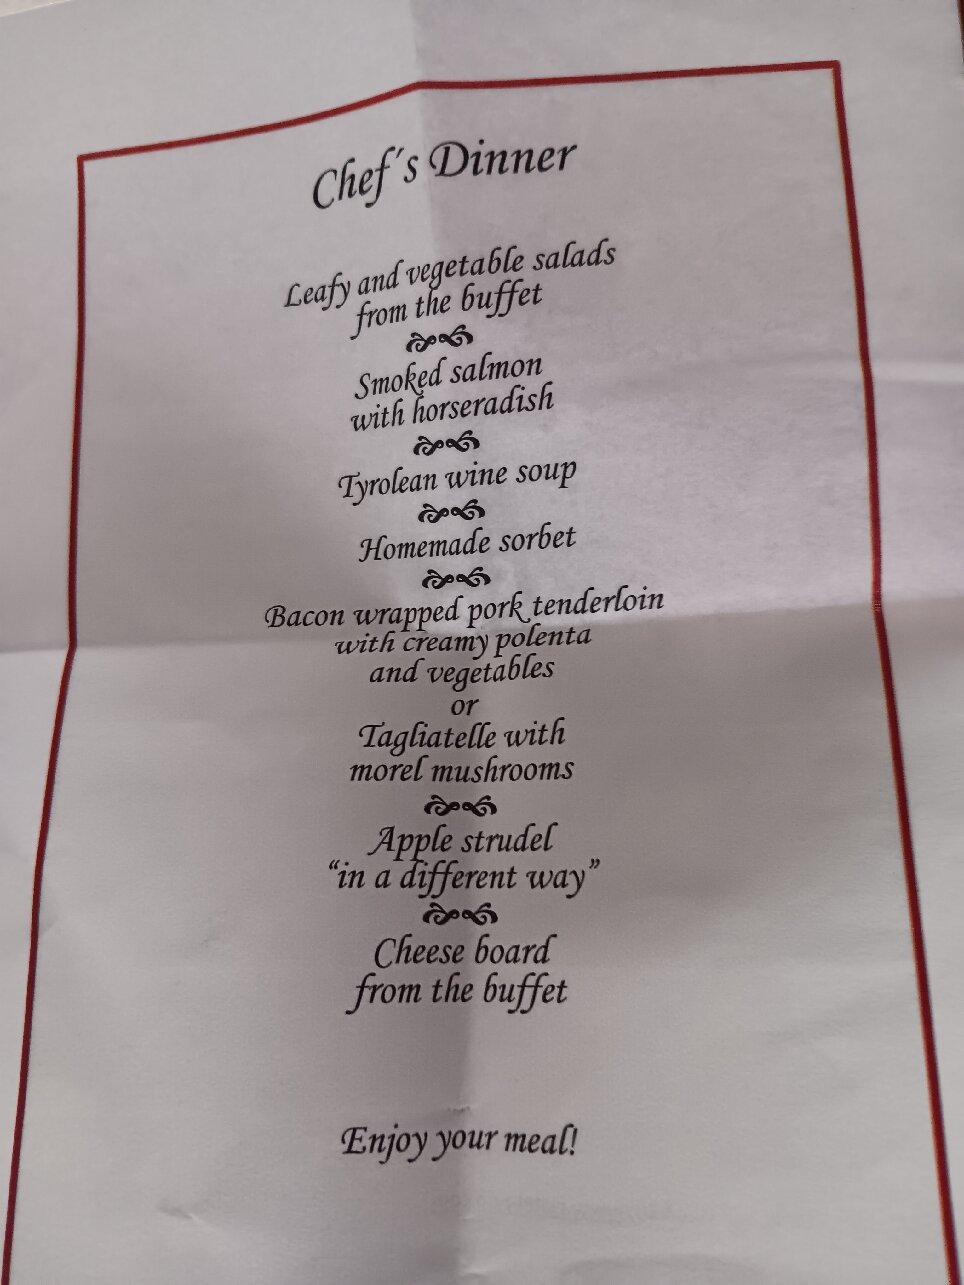 Chef´s Dinner
Leafy and vegetable salads
from the buffet
Smoked salmon
with horseradish
Tyrolean wine soup
Homemade sorbet
Bacon wrapped pork tenderloin
with creamy polenta
and vegetables
or
Tagliatelle with
morel mushrooms
Apple strudel
“in a different way”
Cheese board
from the buffet
Enjoy your meal!